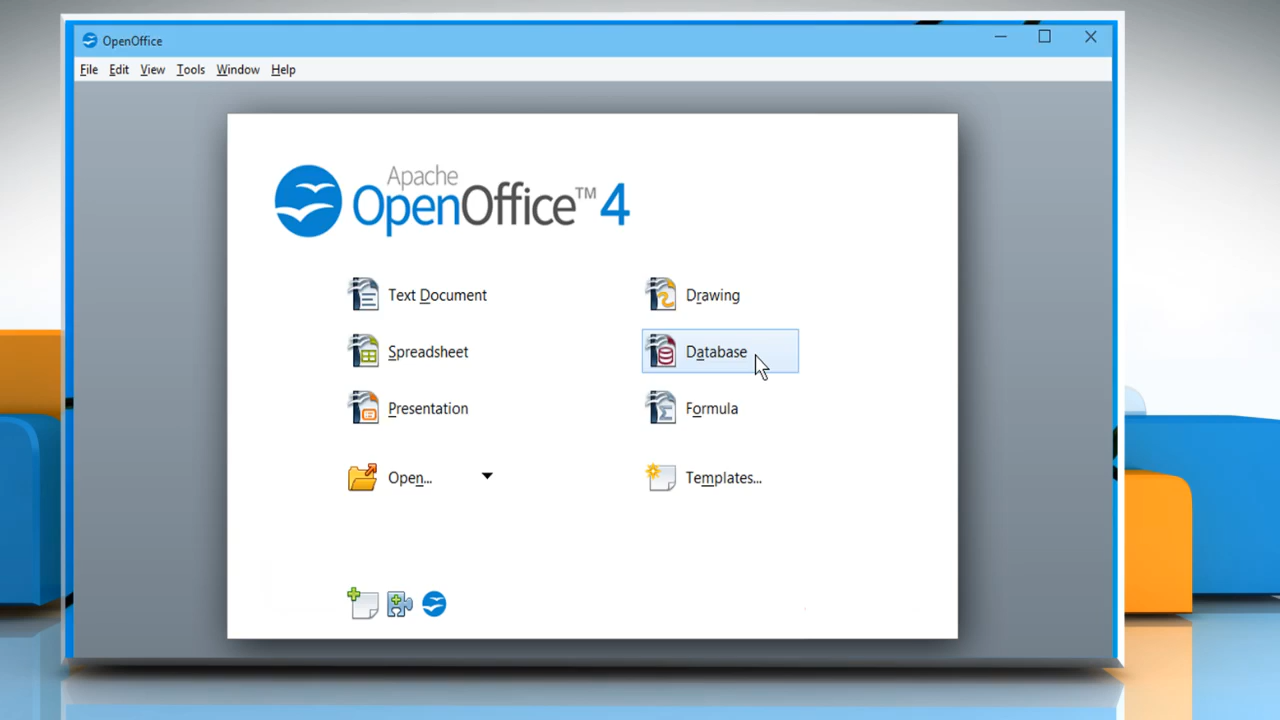 OpenOffice
File Edit View Tools Window Help
Apache
OpenOffice™ 4
Text Document
Drawing
Spreadsheet
Database
Presentation
Formula
Open...
Templates...